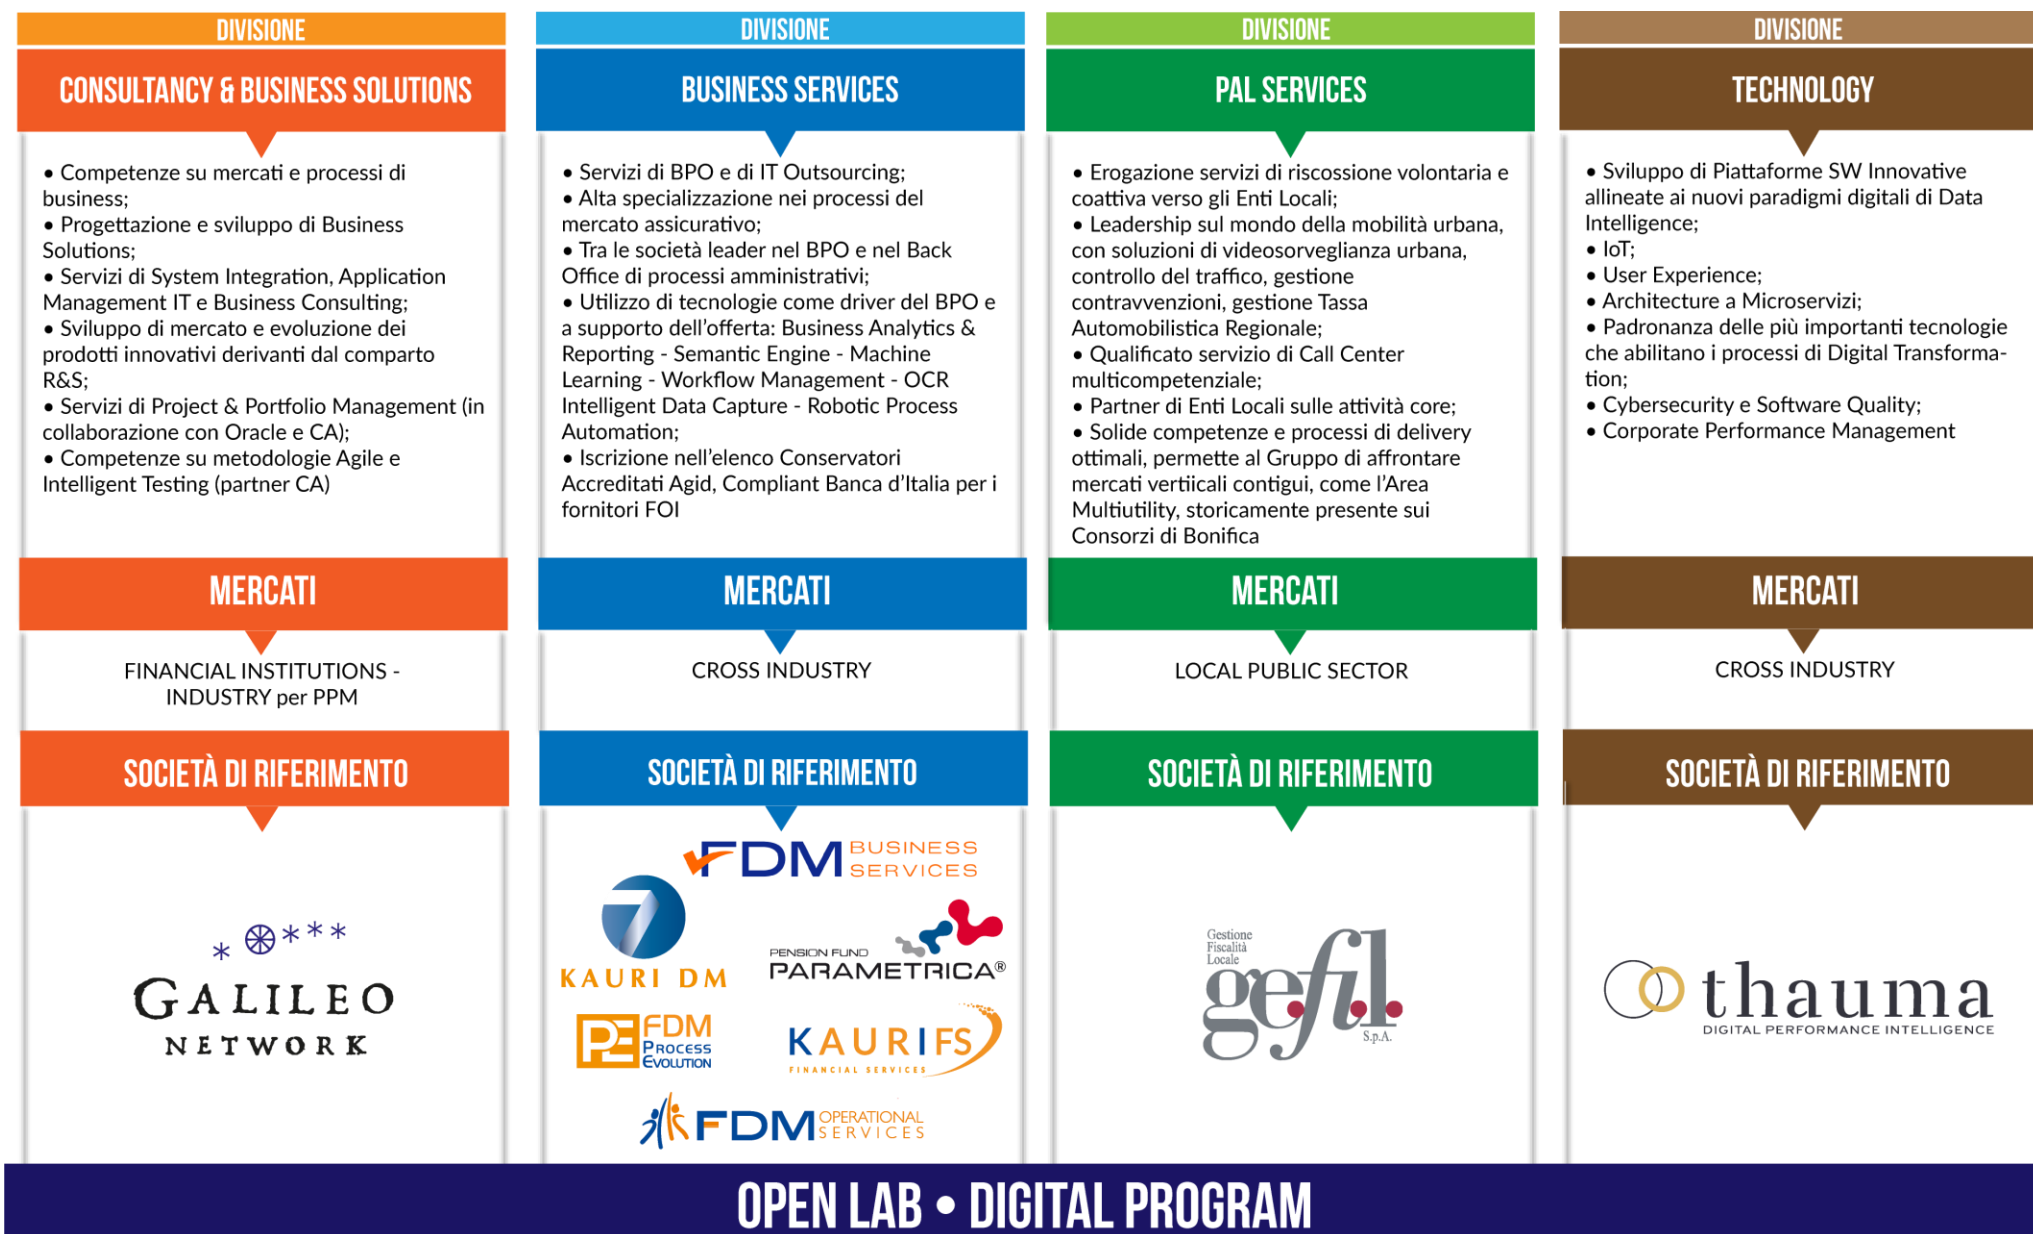 DIVISIONE
CONSULTANCY & BUSINESS SOLUTIONS
• Competenze su mercati e processi di
business;
• Progettazione e sviluppo di Business
Solutions;
• Servizi di System Integration, Application
Management IT e Business Consulting;
• Sviluppo di mercato e evoluzione dei
prodotti innovativi derivanti dal comparto
R&S;
• Servizi di Project & Portfolio Management (in
collaborazione con Oracle e CA);
• Competenze su metodologie Agile e
Intelligent Testing (partner CA)
MERCATI
FINANCIAL INSTITUTIONS -
INDUSTRY per PPM
SOCIETÀ DI RIFERIMENTO
GALILEO
NETWORK
DIVISIONE
BUSINESS SERVICES
• Servizi di BPO e di IT Outsourcing;
• Alta specializzazione nei processi del
mercato assicurativo;
• Tra le società leader nel BPO e nel Back
Office di processi amministrativi;
• Utilizzo di tecnologie come driver del BPO e
a supporto dell’offerta: Business Analytics &
Reporting - Semantic Engine - Machine
Learning - Workflow Management - OCR
Intelligent Data Capture - Robotic Process
Automation;
• Iscrizione nell’elenco Conservatori
Accreditati Agid, Compliant Banca d’Italia per i
fornitori FOI
MERCATI
CROSS INDUSTRY
SOCIETÀ DI RIFERIMENTO
FDM BUSINESS
SERVICES
7
KAURI DM
PENSION FUND
PARAMETRICA®
PE FDM
PROCESS
EVOLUTION
KAURI FS
FINANCIAL SERVICES
FDM OPERATIONAL
SERVICES
DIVISIONE
PAL SERVICES
• Erogazione servizi di riscossione volontaria e
coattiva verso gli Enti Locali;
• Leadership sul mondo della mobilità urbana,
con soluzioni di videosorveglianza urbana,
controllo del traffico, gestione
contravvenzioni, gestione Tassa
Automobilistica Regionale;
• Qualificato servizio di Call Center
multicompetenziale;
• Partner di Enti Locali sulle attività core;
• Solide competenze e processi di delivery
ottimali, permette al Gruppo di affrontare
mercati vertiicali contigui, come l’Area
Multiutility, storicamente presente sui
Consorzi di Bonifica
MERCATI
LOCAL PUBLIC SECTOR
SOCIETÀ DI RIFERIMENTO
Gestione
Fiscalità
Locale
ge.fi.l.
S.p.A.
DIVISIONE
TECHNOLOGY
• Sviluppo di Piattaforme SW Innovative
allineate ai nuovi paradigmi digitali di Data
Intelligence;
• IoT;
• User Experience;
• Architecture a Microservizi;
• Padronanza delle più importanti tecnologie
che abilitano i processi di Digital Transforma-
tion;
• Cybersecurity e Software Quality;
• Corporate Performance Management
MERCATI
CROSS INDUSTRY
SOCIETÀ DI RIFERIMENTO
thauma
DIGITAL PERFORMANCE INTELLIGENCE
OPEN LAB • DIGITAL PROGRAM